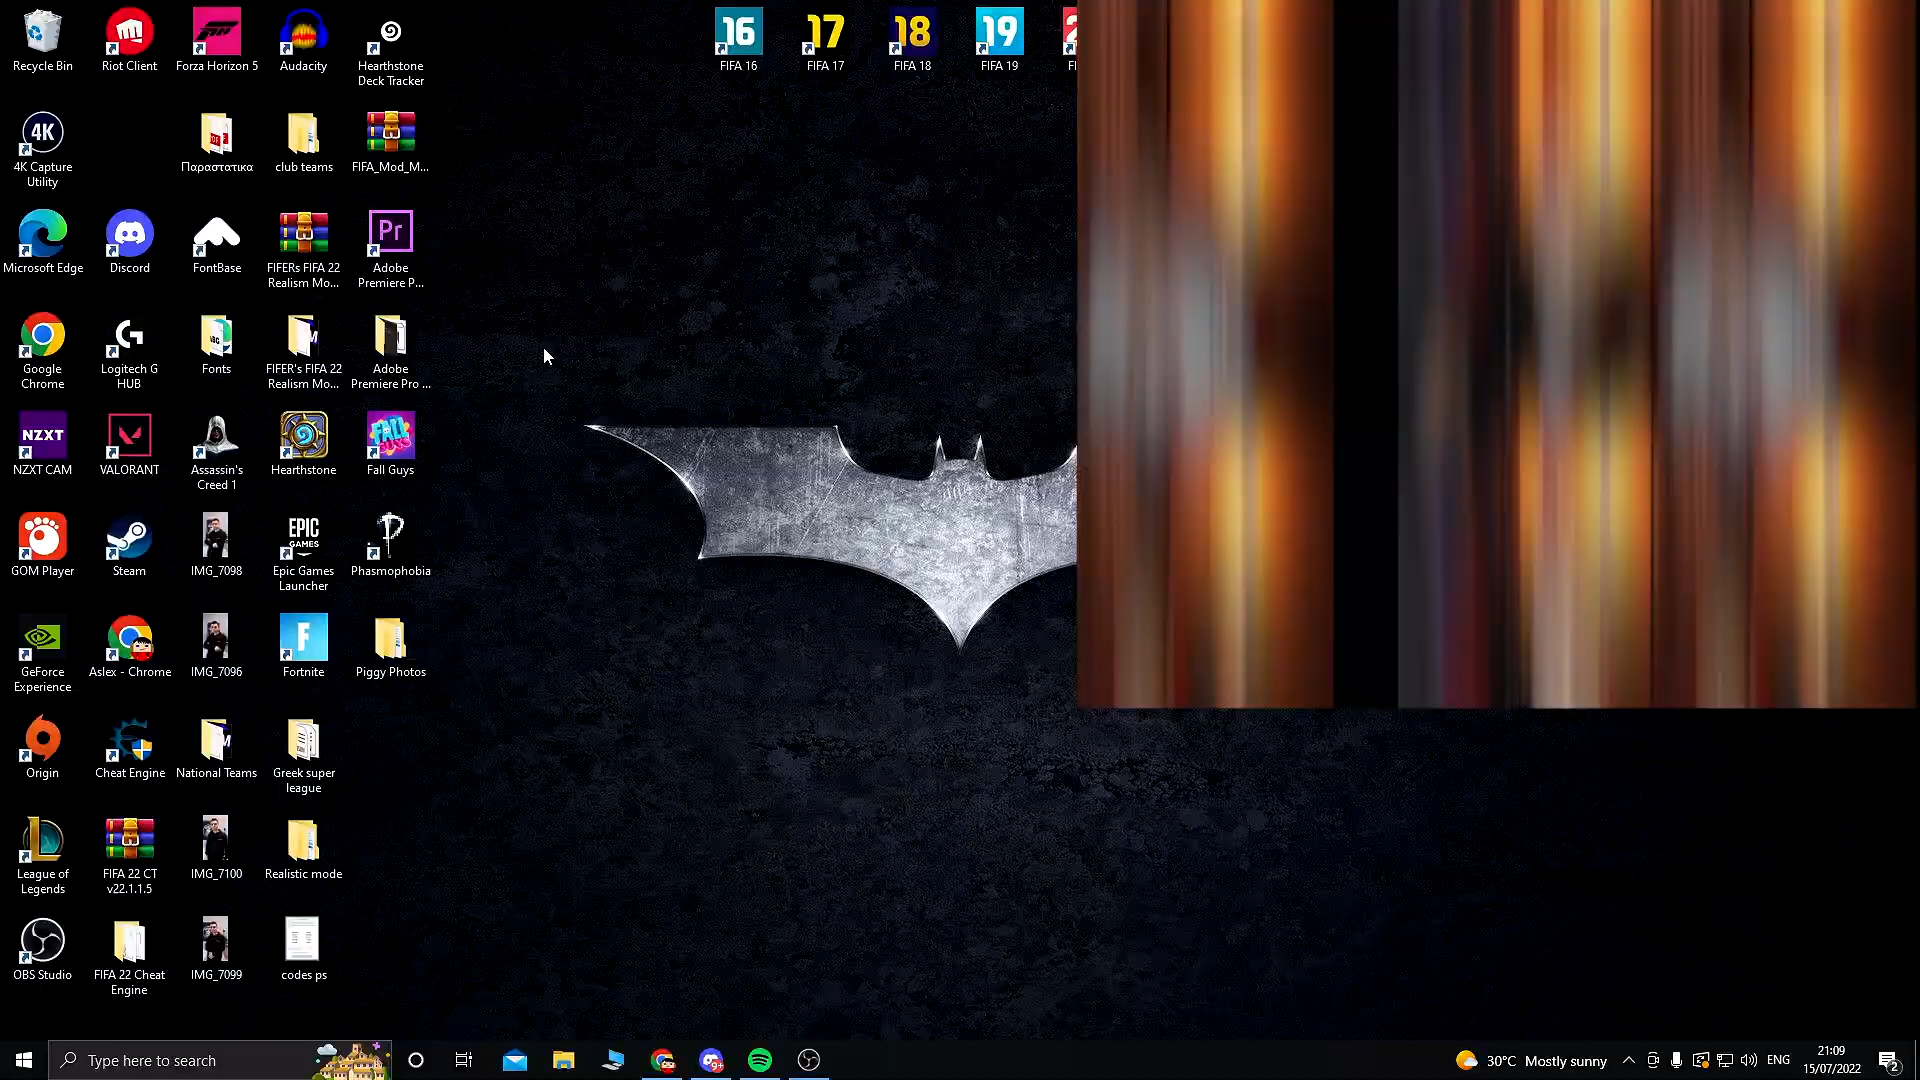 Recycle Bin
Riot Client
Forza Horizon 5
Audacity
Hearthstone
Deck Tracker
16
FIFA 16
17
FIFA 17
18
FIFA 18
19
FIFA 19
4K
4K Capture
Utility
Παραστατικα
club teams
FIFA_Mod_M...
Microsoft Edge
Discord
FontBase
FIFERs FIFA 22
Realism Mo...
Pr
Adobe
Premiere P...
Google
Chrome
Logitech G
HUB
ABC
Fonts
FIFER's FIFA 22
Realism Mo...
Adobe
Premiere Pro ...
NZXT
NZXT CAM
VALORANT
Assassin's
Creed 1
Hearthstone
FALL
GUYS
Fall Guys
GOM Player
Steam
IMG_7098
EPIC
GAMES
Epic Games
Launcher
Phasmophobia
GeForce
Experience
Aslex - Chrome
IMG_7096
F
Fortnite
Piggy Photos
Origin
Cheat Engine
National Teams
Greek super
league
League of
Legends
FIFA 22 CT
v22.1.1.5
IMG_7100
Realistic mode
OBS Studio
FIFA 22 Cheat
Engine
IMG_7099
codes ps
Type here to search
9+
30°C Mostly sunny
ENG
21:09
15/07/2022
2